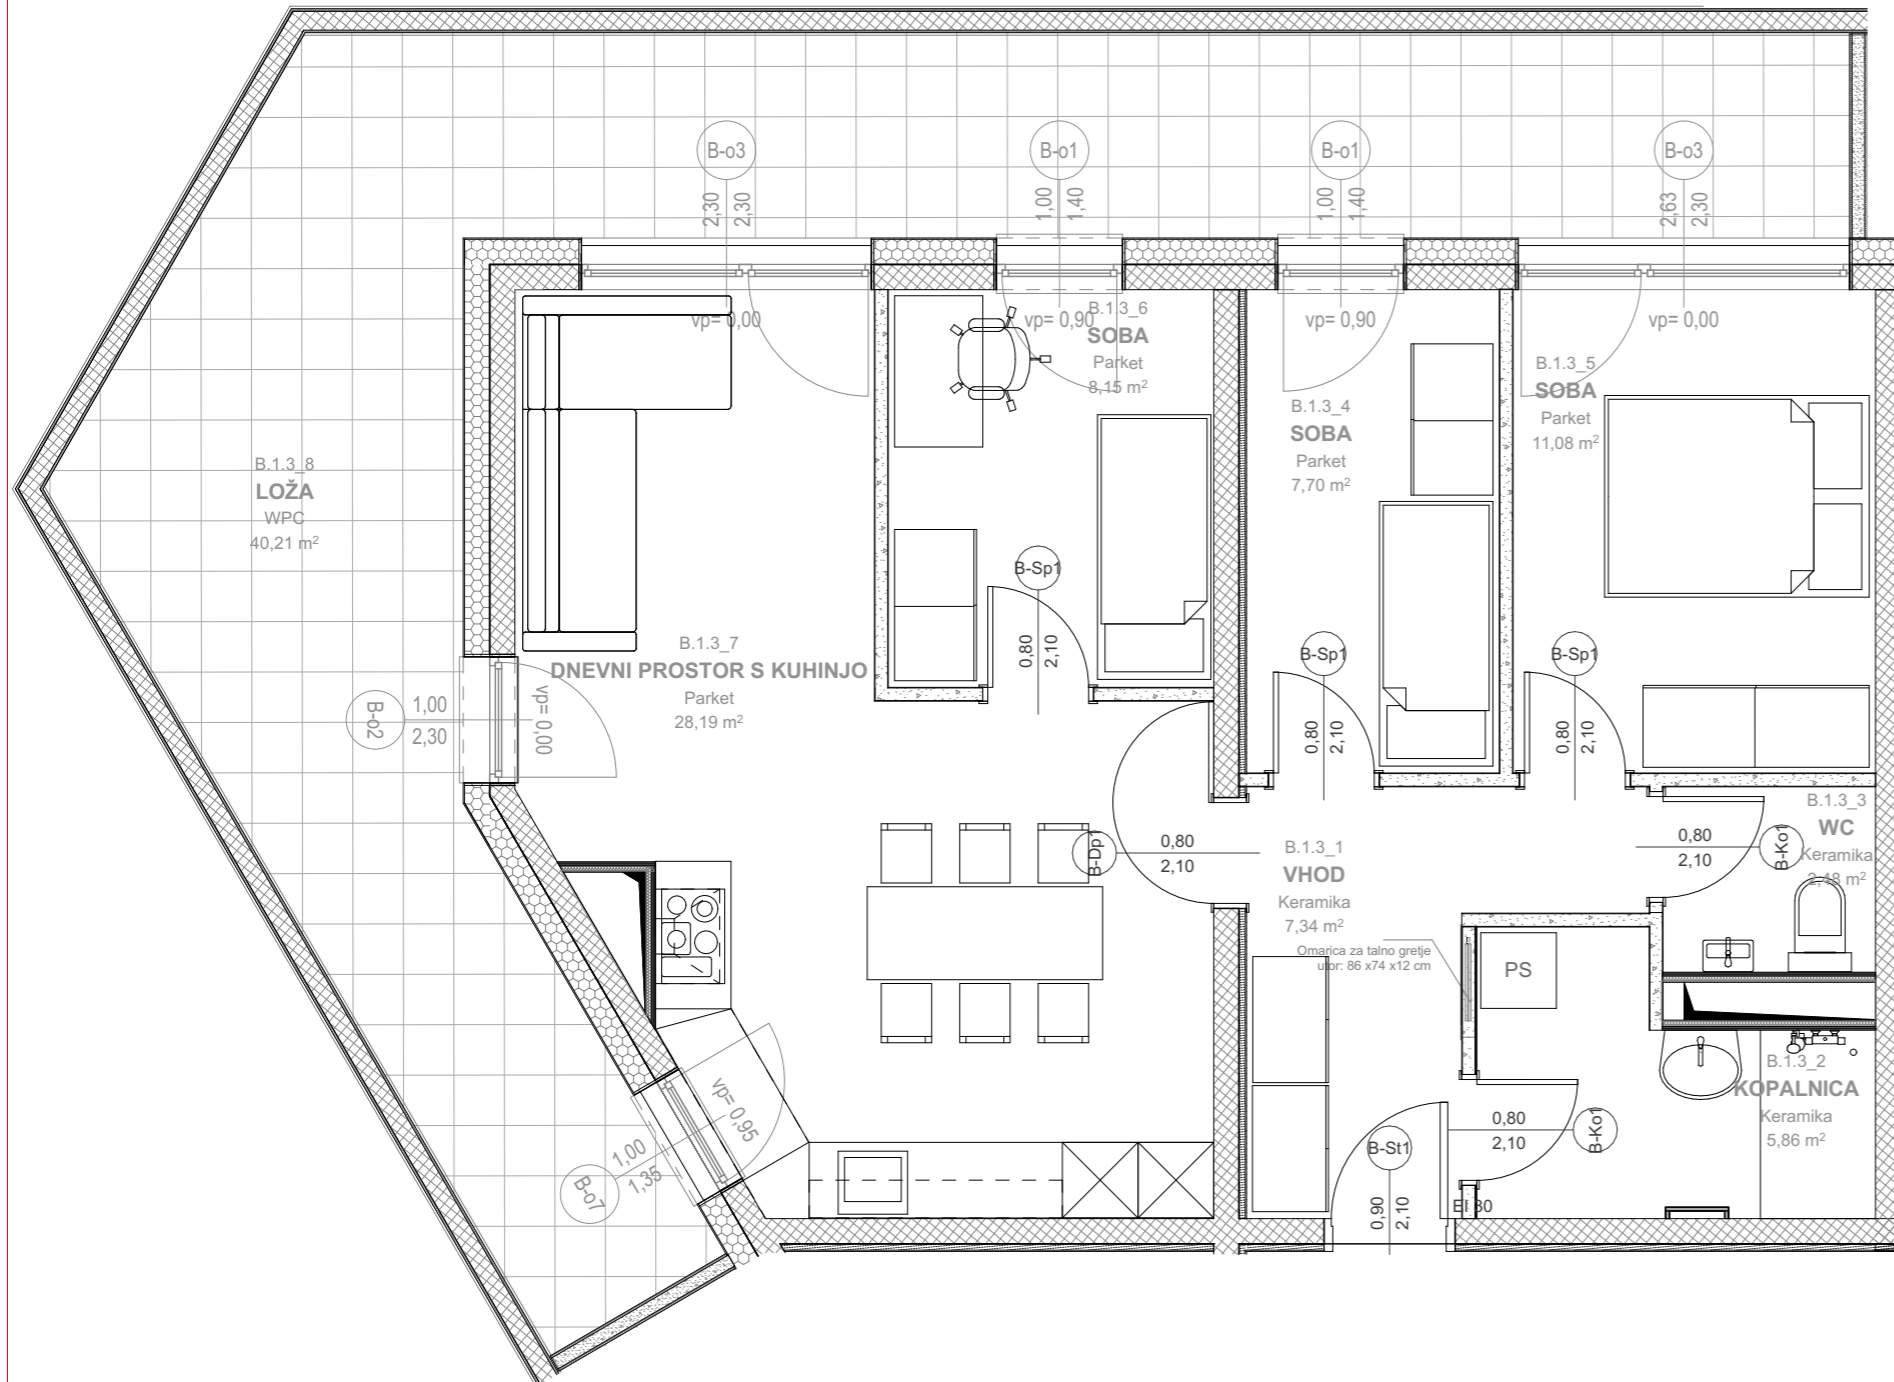 B-o3
2,30
2,30
B-o1
1,00
1,40
B-o1
1,00
1,40
B-o3
2,63
2,30
vp= 0,00
vp= 0,90
vp= 0,90
vp= 0,00
B.1.3_6
SOBA
Parket
8,15 m²
B.1.3_4
SOBA
Parket
7,70 m²
B.1.3_5
SOBA
Parket
11,08 m²
B.1.3_8
LOŽA
WPC
40,21 m²
B-Sp1
0,80
2,10
B-Sp1
0,80
2,10
B-Sp1
0,80
2,10
B.1.3_7
DNEVNI PROSTOR S KUHINJO
Parket
28,19 m²
B-o2
1,00
2,30
vp= 0,00
B-Dp1
0,80
2,10
B.1.3_1
VHOD
Keramika
7,34 m²
Omarica za talno gretje
utor: 86 x74 x12 cm
0,80
2,10
B-Ko1
B.1.3_3
WC
Keramika
2,48 m²
PS
B.1.3_2
KOPALNICA
Keramika
5,86 m²
0,80
2,10
B-Ko1
B-St1
0,90
2,10
EI 30
vp= 0,95
1,00
1,35
B-o7